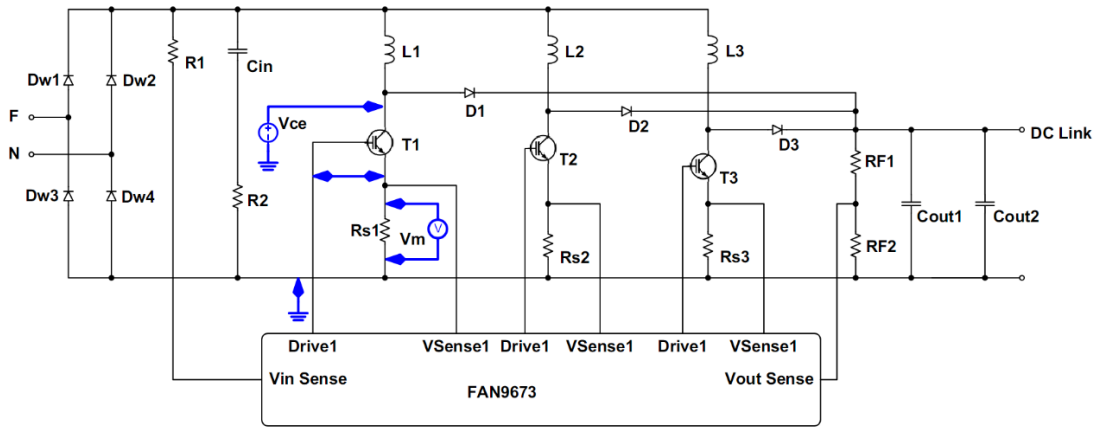 R1
L1
L2
L3
Cin
Dw1
Dw2
D1
D2
D3
F
N
Vce
T1
T2
T3
DC Link
RF1
Dw3
Dw4
R2
Cout1
Cout2
Rs1
Vm
V
Rs2
Rs3
RF2
Drive1
VSense1
Drive1
VSense1
Drive1
VSense1
Vin Sense
FAN9673
Vout Sense